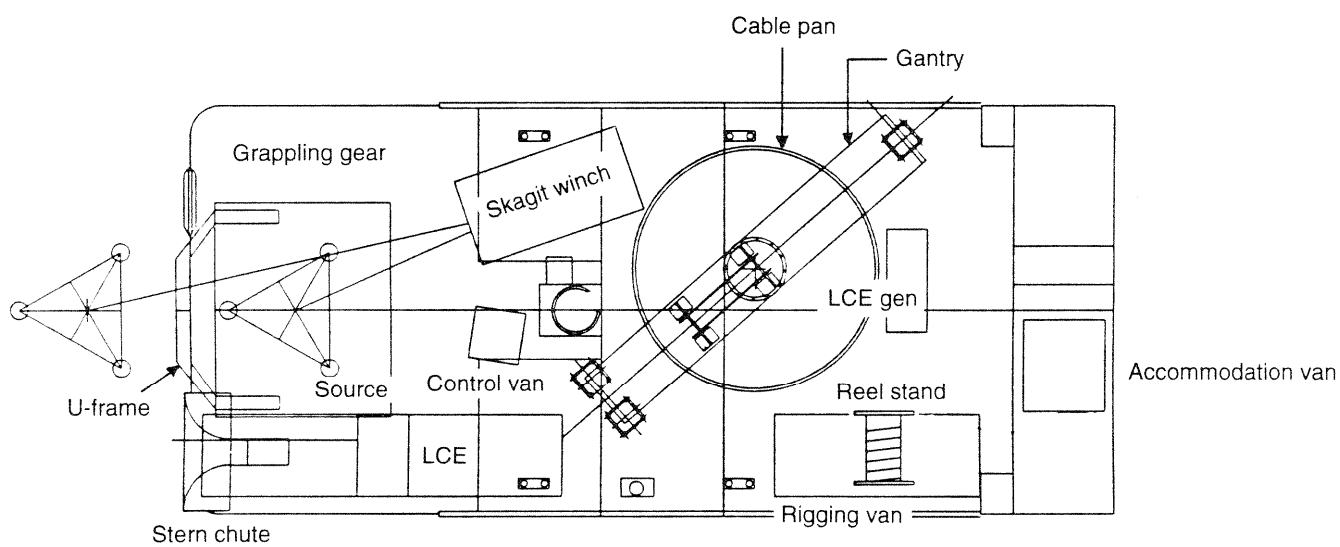 Cable pan
Gantry
Grappling gear
Skagit winch
LCE gen
Accommodation van
Source
Control van
Reel stand
U-frame
LCE
Rigging van
Stern chute